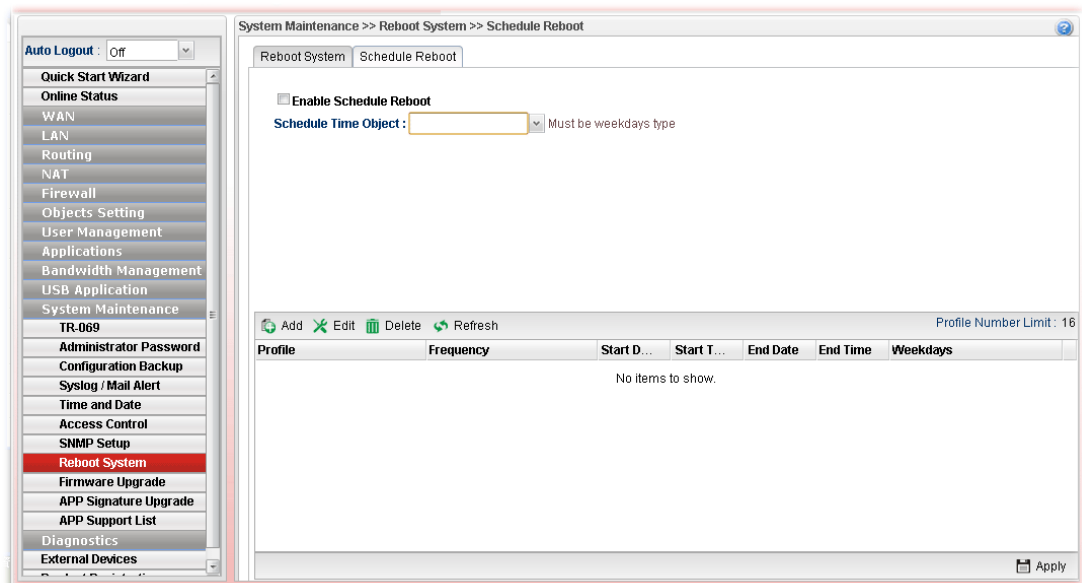 System Maintenance >> Reboot System >> Schedule Reboot
Auto Logout : Off
Quick Start Wizard
Online Status
WAN
LAN
Routing
NAT
Firewall
Objects Setting
User Management
Applications
Bandwidth Management
USB Application
System Maintenance
TR-069
Administrator Password
Configuration Backup
Syslog / Mail Alert
Time and Date
Access Control
SNMP Setup
Reboot System
Firmware Upgrade
APP Signature Upgrade
APP Support List
Diagnostics
External Devices
Reboot System Schedule Reboot
Enable Schedule Reboot
Schedule Time Object : Must be weekdays type
Add Edit Delete Refresh Profile Number Limit : 16
Profile Frequency Start D... Start T... End Date End Time Weekdays
No items to show.
Apply